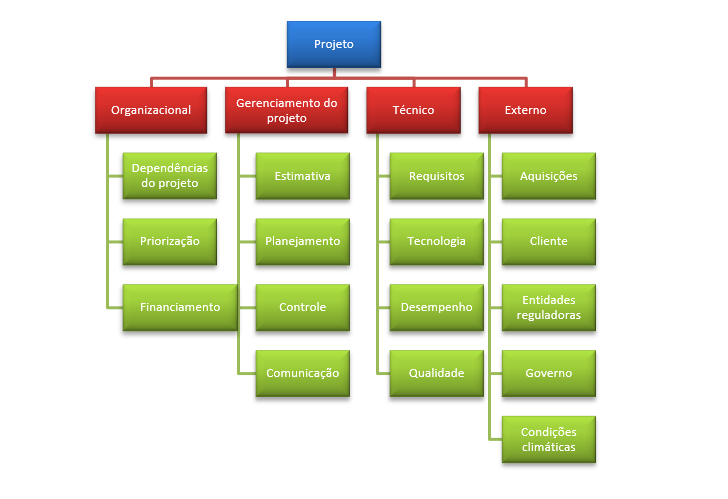 Projeto
Organizacional
Gerenciamento do
projeto
Técnico
Externo
Dependências
do projeto
Estimativa
Requisitos
Aquisições
Priorização
Planejamento
Tecnologia
Cliente
Financiamento
Controle
Desempenho
Entidades
reguladoras
Comunicação
Qualidade
Governo
Condições
climáticas